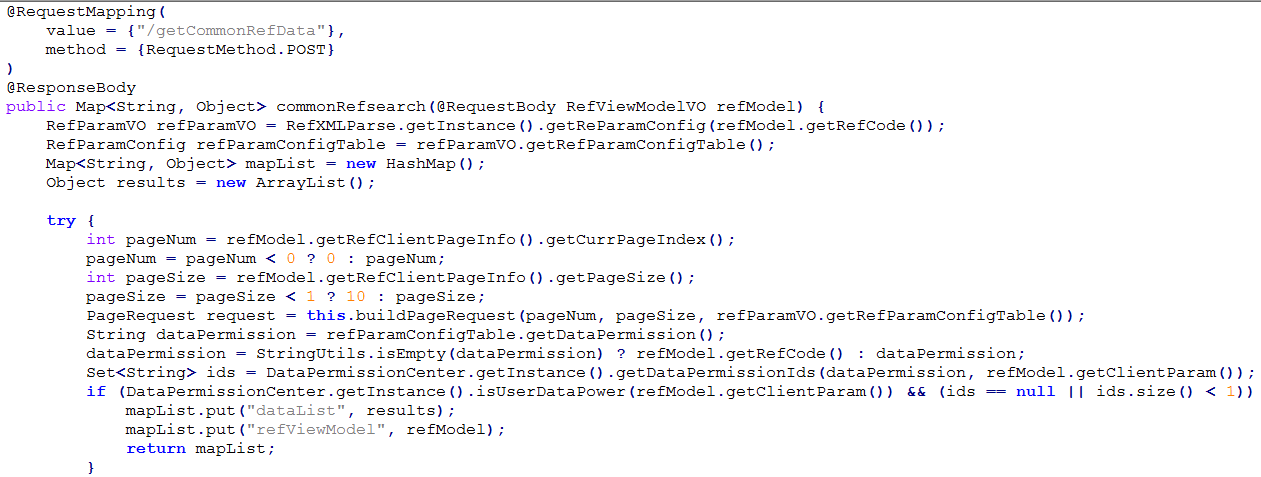 @RequestMapping(
    value = {"/getCommonRefData"},
    method = {RequestMethod.POST}
)
@ResponseBody
public Map<String, Object> commonRefsearch(@RequestBody RefViewModelVO refModel) {
    RefParamVO refParamVO = RefXMLParse.getInstance().getReParamConfig(refModel.getRefCode());
    RefParamConfig refParamConfigTable = refParamVO.getRefParamConfigTable();
    Map<String, Object> mapList = new HashMap();
    Object results = new ArrayList();

    try {
        int pageNum = refModel.getRefClientPageInfo().getCurrPageIndex();
        pageNum = pageNum < 0 ? 0 : pageNum;
        int pageSize = refModel.getRefClientPageInfo().getPageSize();
        pageSize = pageSize < 1 ? 10 : pageSize;
        PageRequest request = this.buildPageRequest(pageNum, pageSize, refParamVO.getRefParamConfigTable());
        String dataPermission = refParamConfigTable.getDataPermission();
        dataPermission = StringUtils.isEmpty(dataPermission) ? refModel.getRefCode() : dataPermission;
        Set<String> ids = DataPermissionCenter.getInstance().getDataPermissionIds(dataPermission, refModel.getClientParam());
        if (DataPermissionCenter.getInstance().isUserDataPower(refModel.getClientParam()) && (ids == null || ids.size() < 1))
            mapList.put("dataList", results);
            mapList.put("refViewModel", refModel);
            return mapList;
        }